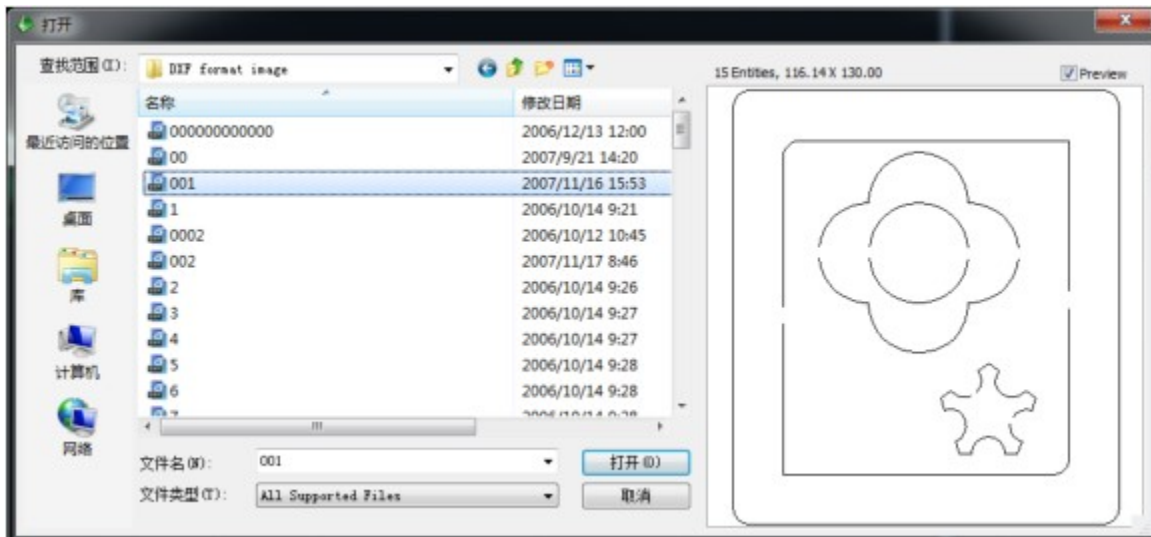 打开
查找范围(I):
DXF format image
15 Entities, 116.14 X 130.00
Preview
名称
修改日期
最近访问的位置
桌面
库
计算机
网络
000000000000
2006/12/13 12:00
00
2007/9/21 14:20
001
2007/11/16 15:53
1
2006/10/14 9:21
0002
2006/10/12 10:45
002
2007/11/17 8:46
2
2006/10/14 9:26
3
2006/10/14 9:27
4
2006/10/14 9:27
5
2006/10/14 9:28
6
2006/10/14 9:28
文件名(N):
001
打开(O)
文件类型(T):
All Supported Files
取消